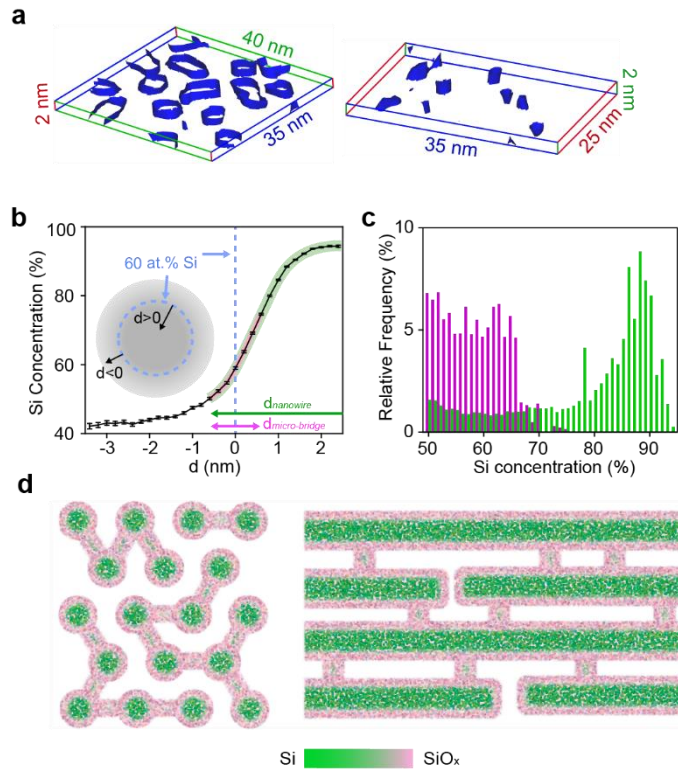 a
40 nm
2 nm
35 nm
2 nm
25 nm
35 nm
b
Si Concentration (%)
100
80
60
40
60 at.% Si
d>0
d<0
dnanowire
dmicro-bridge
-3 -2 -1 0 1 2
d (nm)
c
Relative Frequency (%)
10
5
0
50 60 70 80 90
Si concentration (%)
d
Si SiOx